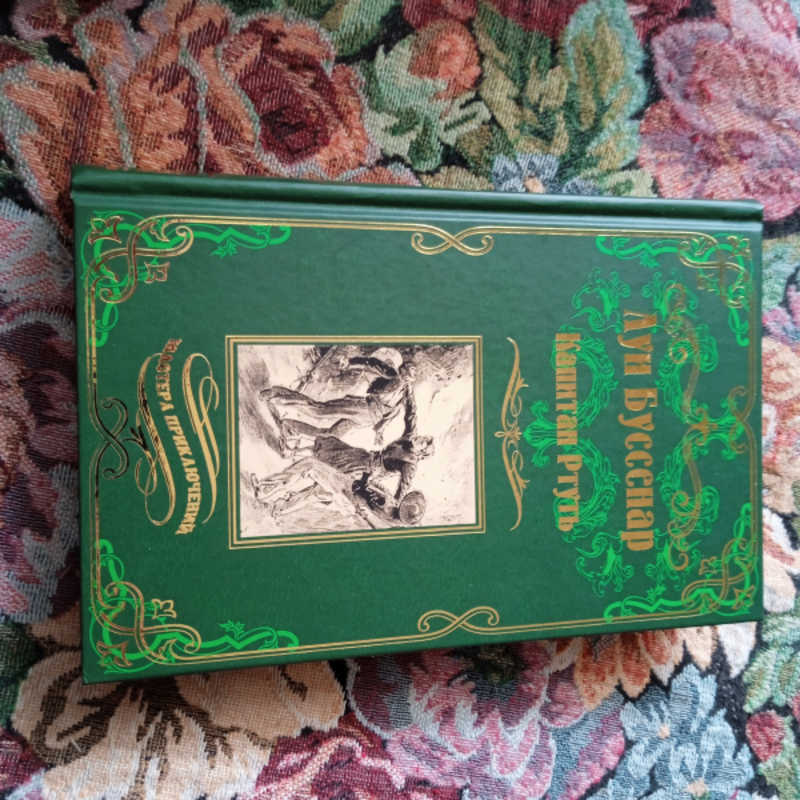 Луи Буссенар
Капитан Ртуть
МАСТЕРА ПРИКЛЮЧЕНИЙ